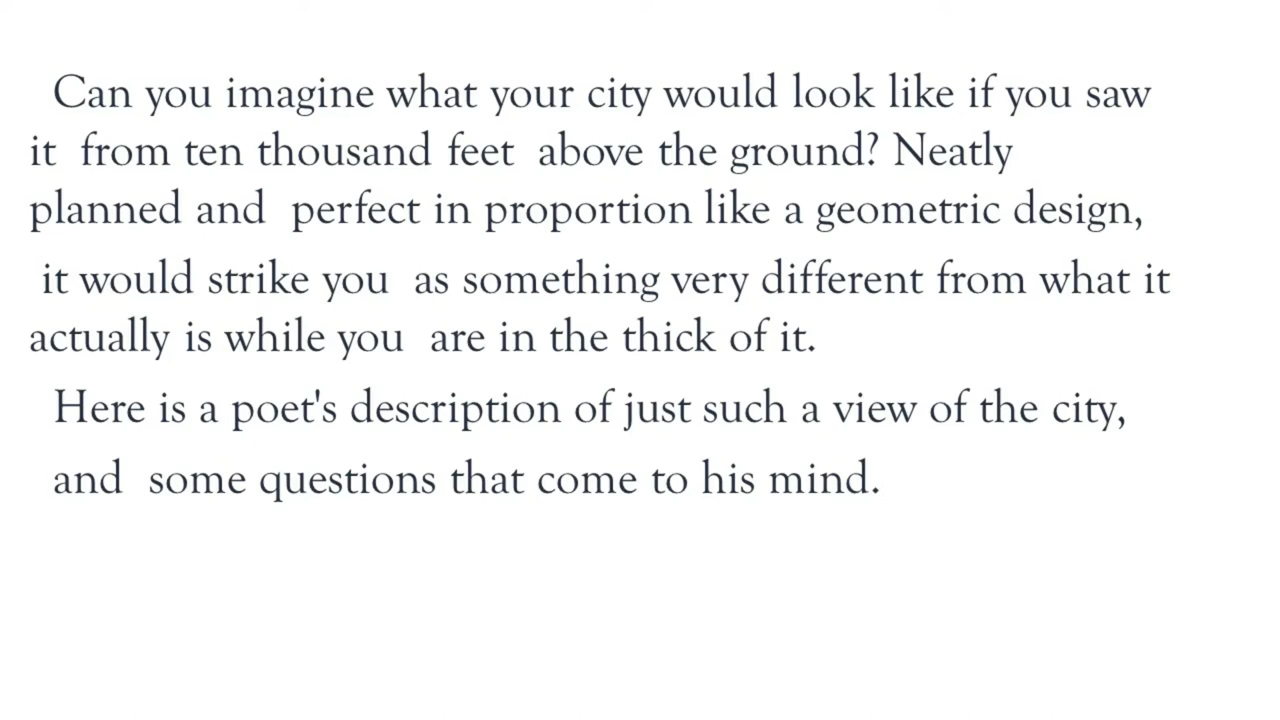 Can you imagine what your city would look like if you saw
it from ten thousand feet above the ground? Neatly
planned and perfect in proportion like a geometric design,
it would strike you as something very different from what it
actually is while you are in the thick of it.
Here is a poet's description of just such a view of the city,
and some questions that come to his mind.